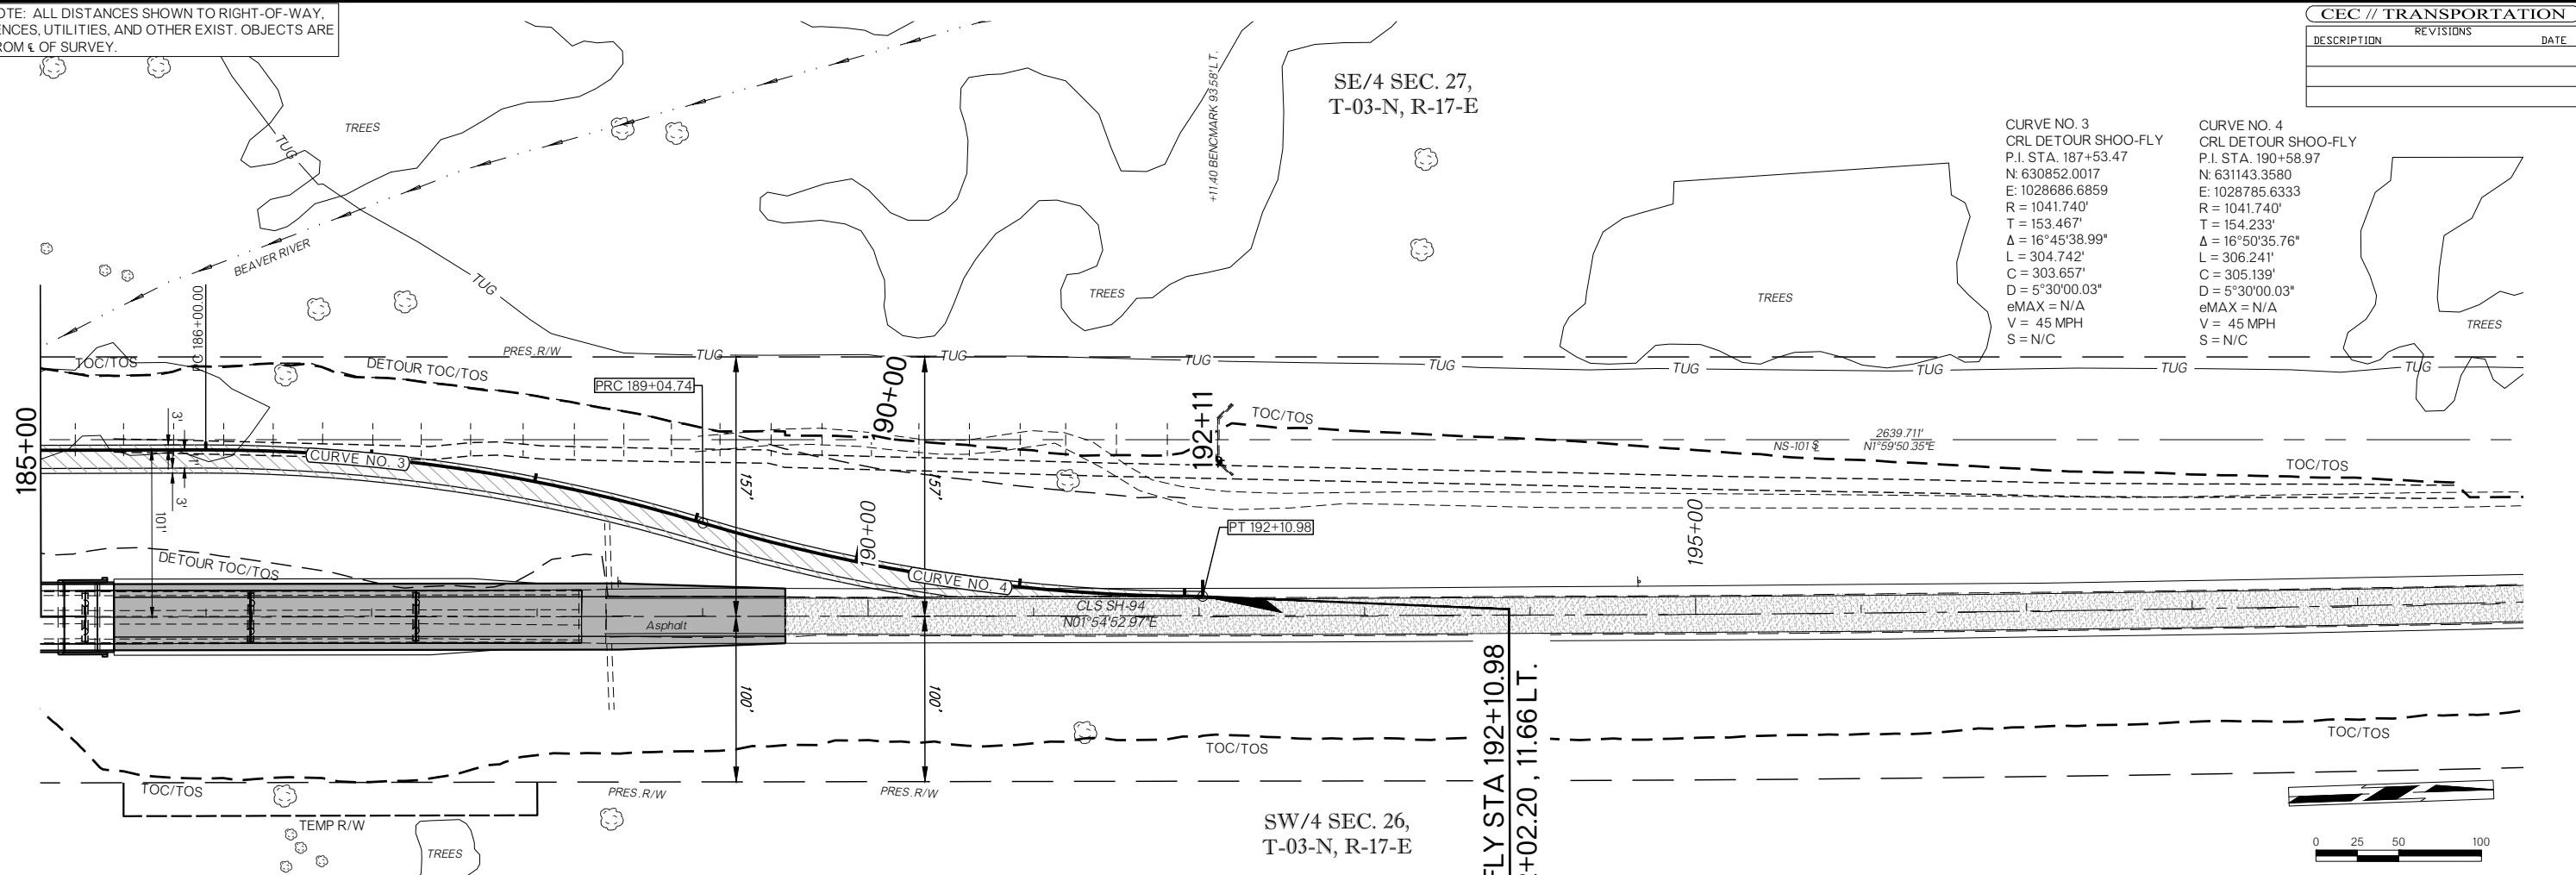 OTE: ALL DISTANCES SHOWN TO RIGHT-OF-WAY,
ENCES, UTILITIES, AND OTHER EXIST. OBJECTS ARE
ROM ℄ OF SURVEY.
CEC // TRANSPORTATION
REVISIONS
DESCRIPTION DATE
SE/4 SEC. 27,
T-03-N, R-17-E
CURVE NO. 3
CRL DETOUR SHOO-FLY
P.I. STA. 187+53.47
N: 630852.0017
E: 1028686.6859
R = 1041.740'
T = 153.467'
Δ = 16°45'38.99"
L = 304.742'
C = 303.657'
D = 5°30'00.03"
eMAX = N/A
V = 45 MPH
S = N/C
CURVE NO. 4
CRL DETOUR SHOO-FLY
P.I. STA. 190+58.97
N: 631143.3580
E: 1028785.6333
R = 1041.740'
T = 154.233'
Δ = 16°50'35.76"
L = 306.241'
C = 305.139'
D = 5°30'00.03"
eMAX = N/A
V = 45 MPH
S = N/C
TREES
TUG
+11.40 BENCMARK 93.58' LT.
BEAVER RIVER
TUG
TREES
TREES
TREES
PC 186+00.00
TOC/TOS
PRES. R/W
DETOUR TOC/TOS
TUG
TUG
TUG
TUG
TUG
TUG
TUG
TUG
PRC 189+04.74
190+00
192+11
TOC/TOS
185+00
3'
3'
101'
CURVE NO. 3
157'
157'
NS-101 ℄
2639.711'
N1°59'50.35"E
TOC/TOS
190+00
195+00
PT 192+10.98
DETOUR TOC/TOS
CURVE NO. 4
Asphalt
CLS SH-94
N01°54'52.97"E
100'
100'
FLY STA 192+10.98
+02.20 , 11.66 LT.
TOC/TOS
TOC/TOS
TOC/TOS
PRES. R/W
PRES. R/W
TEMP R/W
TREES
SW/4 SEC. 26,
T-03-N, R-17-E
0 25 50 100